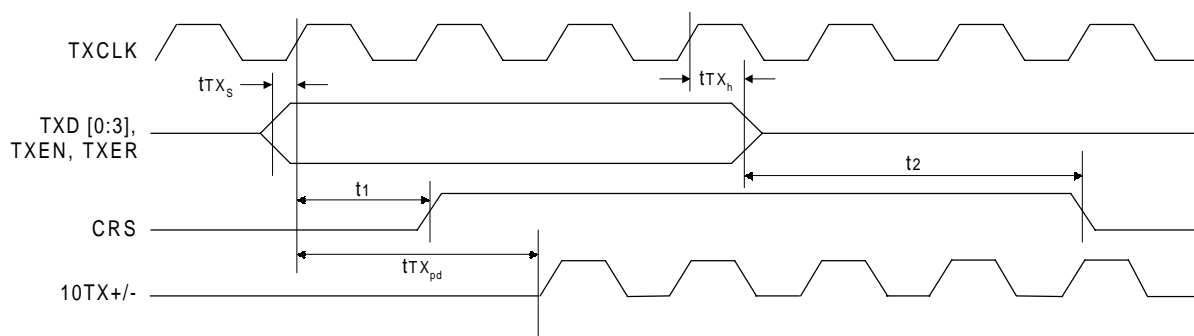 TXCLK
tTXs
tTXh
TXD [0:3],
TXEN, TXER
t1
t2
CRS
tTXpd
10TX+/-